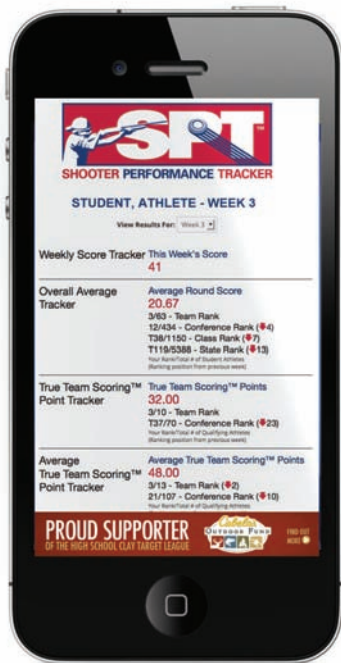 SPT™
SHOOTER PERFORMANCE TRACKER
STUDENT, ATHLETE - WEEK 3
View Results For: Week 3
Weekly Score Tracker This Week's Score
41
Overall Average Tracker
Average Round Score
20.67
3/63 - Team Rank
12/434 - Conference Rank (4)
T38/1150 - Class Rank (7)
T119/5388 - State Rank (13)
Your Rank/Total # of Student Athletes
(Ranking position from previous week)
True Team Scoring™
Point Tracker
True Team Scoring™ Points
32.00
3/10 - Team Rank
T37/70 - Conference Rank (23)
Your Rank/Total # of Qualifying Athletes
(Ranking position from previous week)
Average
True Team Scoring™
Point Tracker
Average True Team Scoring™ Points
48.00
3/13 - Team Rank (2)
21/107 - Conference Rank (10)
Your Rank/Total # of Qualifying Athletes
PROUD SUPPORTER
OF THE HIGH SCHOOL CLAY TARGET LEAGUE
Cabela's
OUTDOOR FUND
FIND OUT
MORE